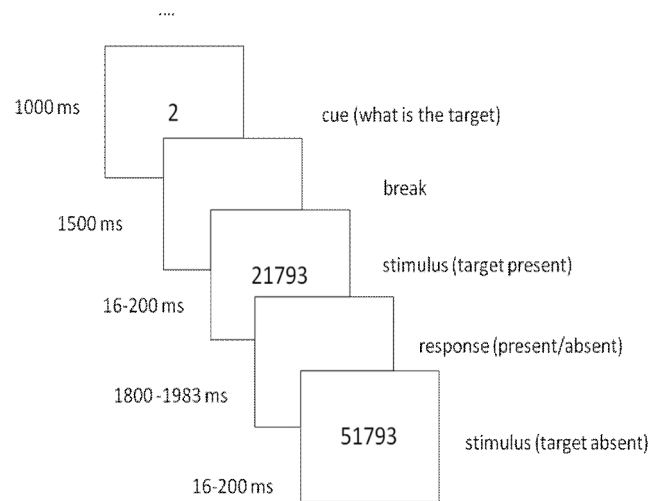 ....
1000 ms
2
cue (what is the target)
break
1500 ms
21793
stimulus (target present)
16-200 ms
response (present/absent)
1800 -1983 ms
51793
stimulus (target absent)
16-200 ms